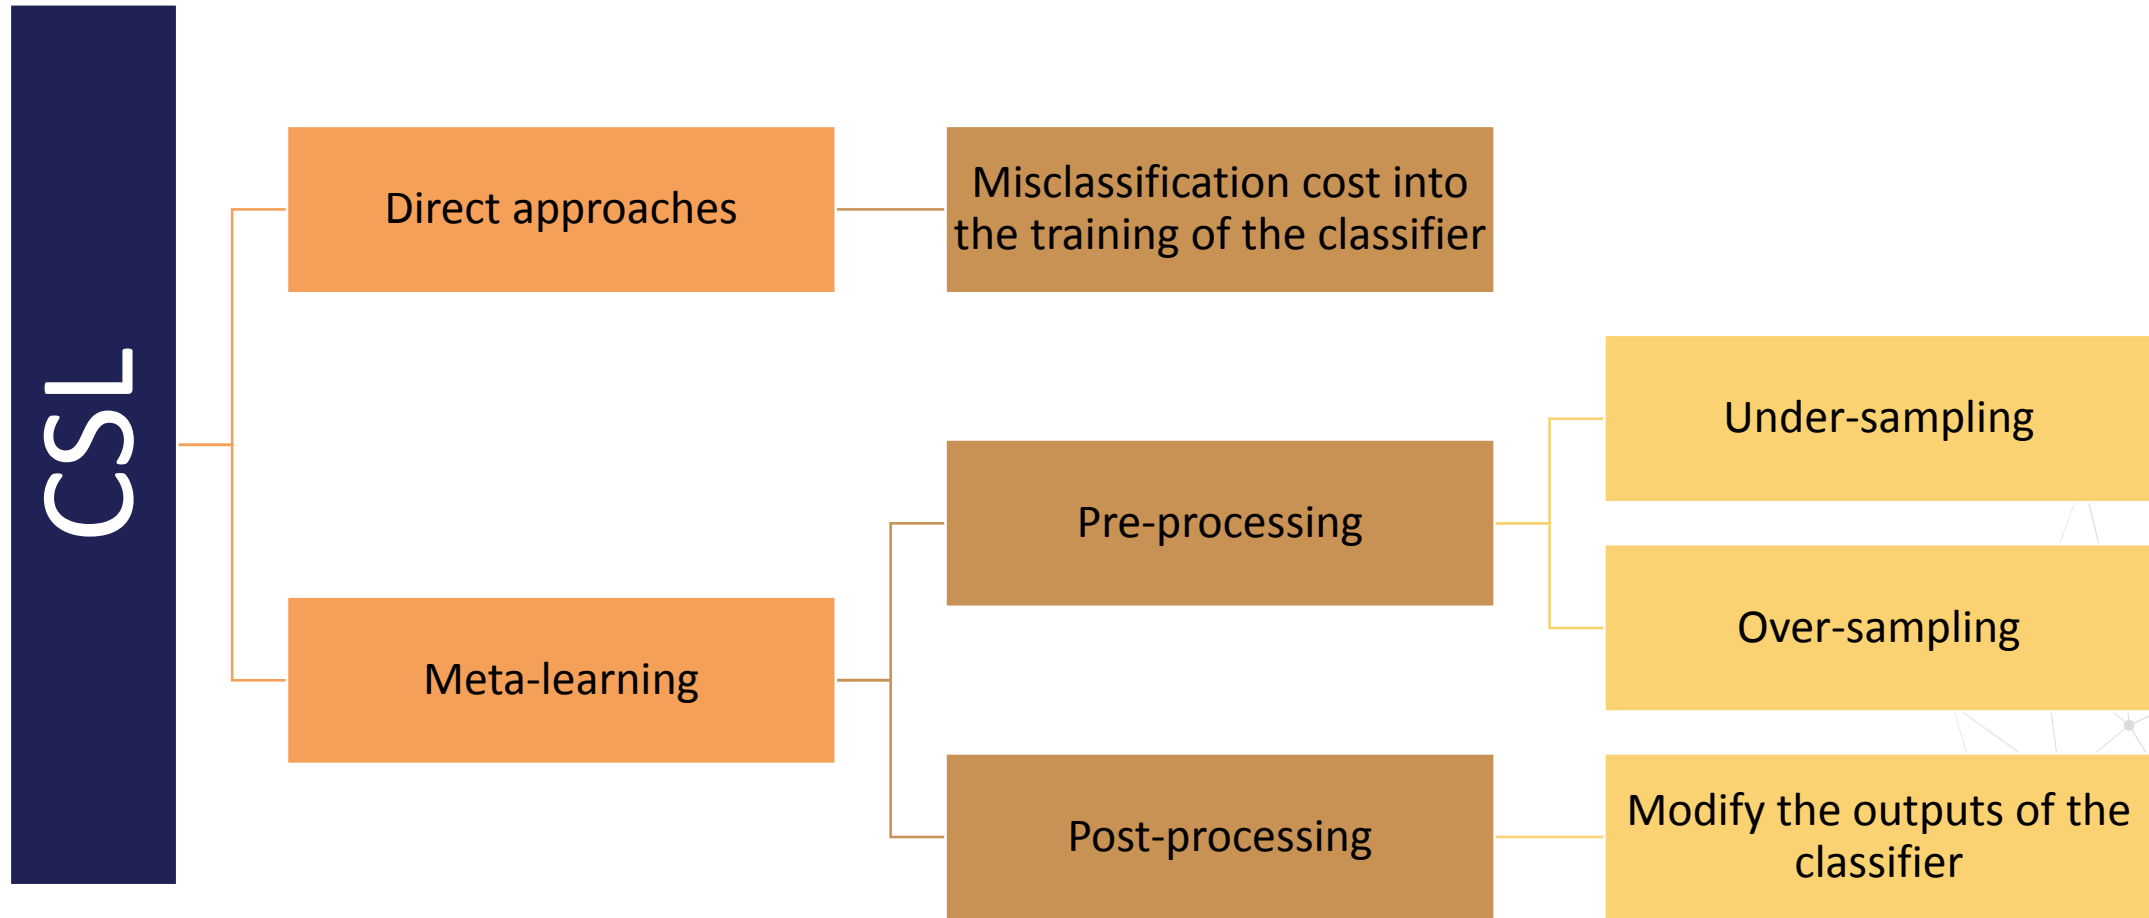 CSL
Direct approaches
Misclassification cost into
the training of the classifier
Meta-learning
Pre-processing
Under-sampling
Over-sampling
Post-processing
Modify the outputs of the
classifier